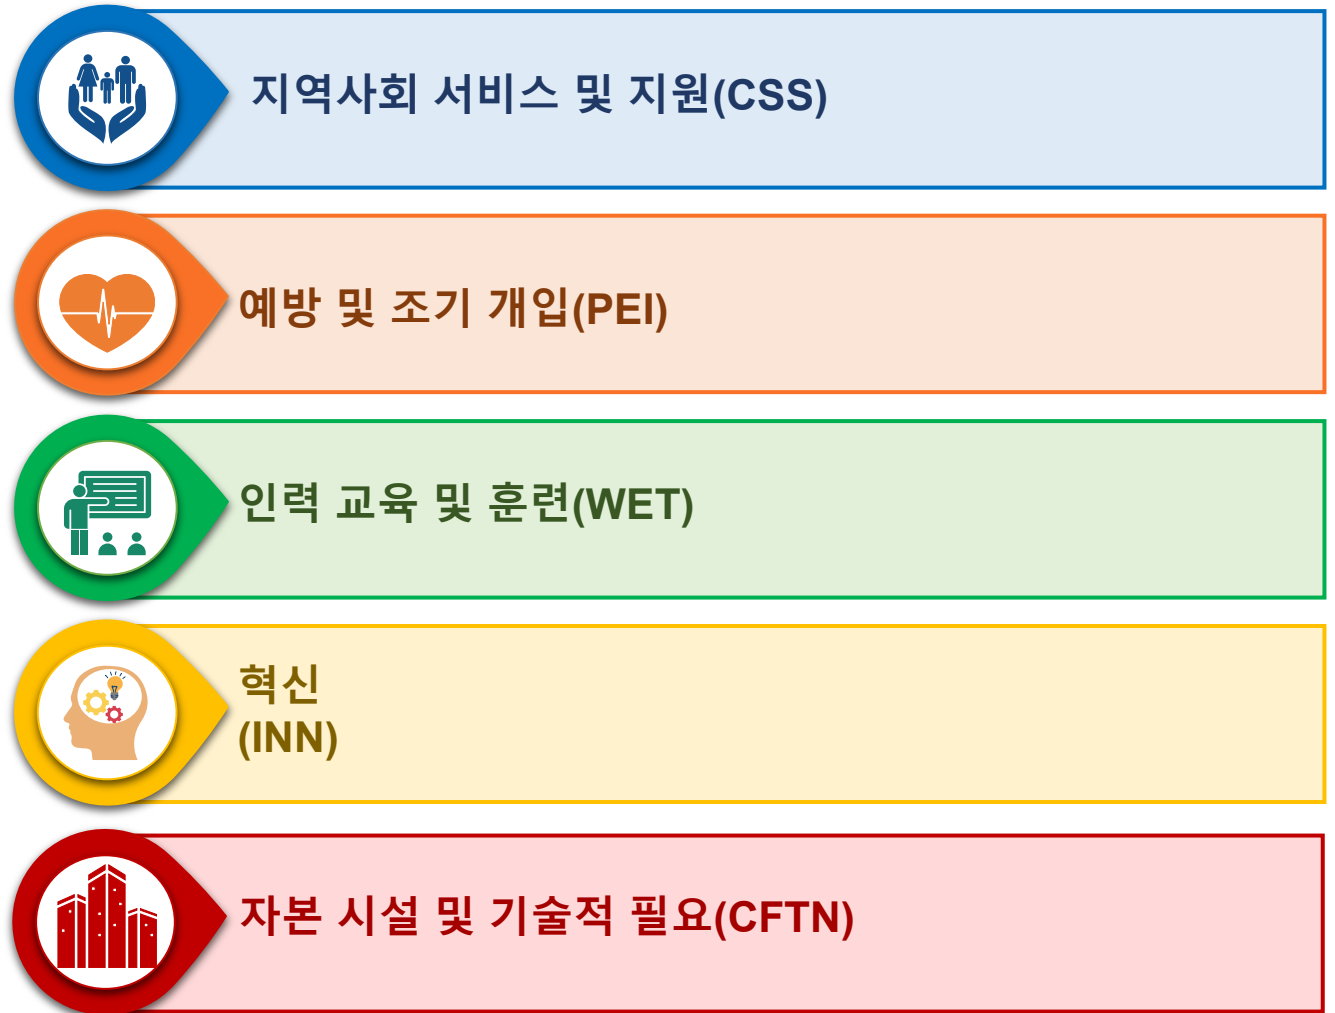 지역사회 서비스 및 지원(CSS)
예방 및 조기 개입(PEI)
인력 교육 및 훈련(WET)
혁신
(INN)
자본 시설 및 기술적 필요(CFTN)